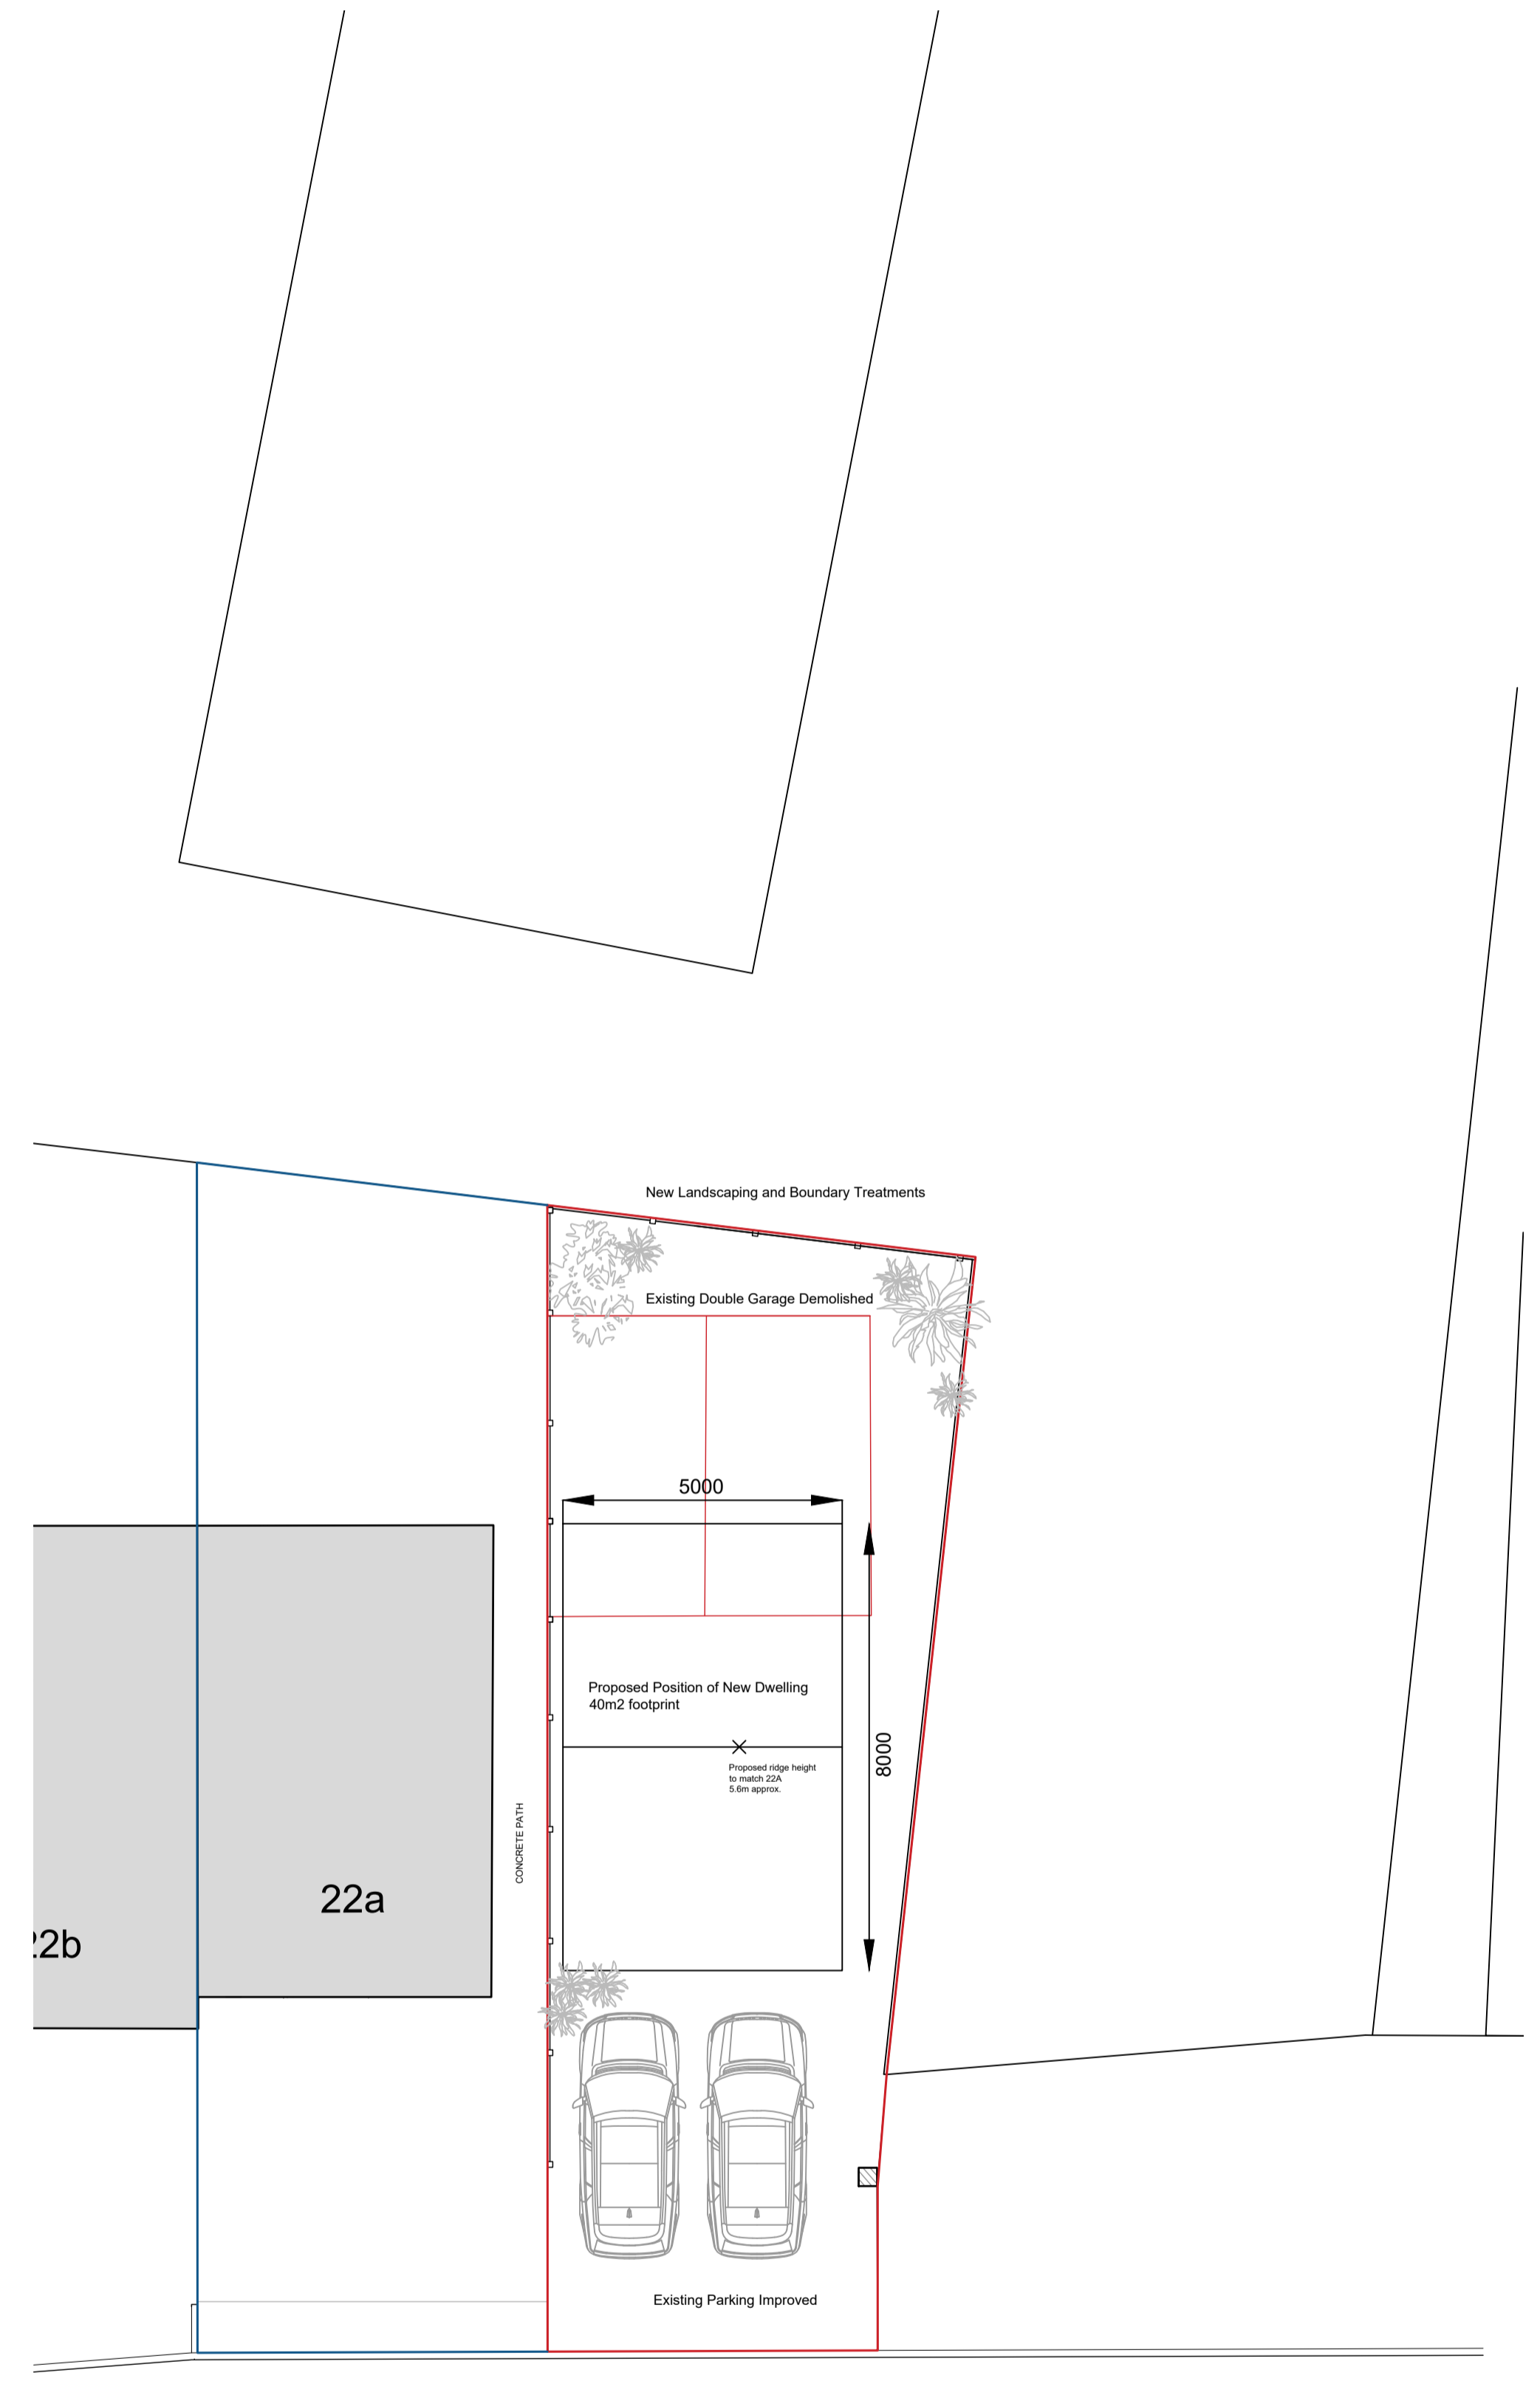 New Landscaping and Boundary Treatments
Existing Double Garage Demolished
5000
Proposed Position of New Dwelling
40m2 footprint
8000
Proposed ridge height
to match 22A
5.6m approx.
CONCRETE PATH
22a
22b
Existing Parking Improved